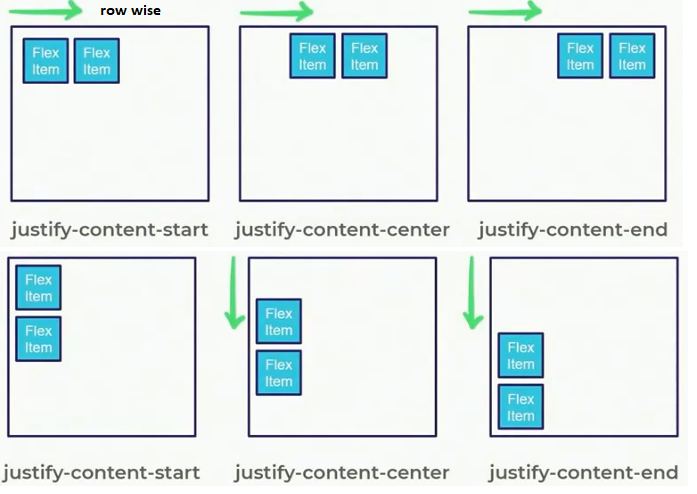 row wise
Flex Flex
Item Item
Flex Flex
Item Item
Flex Flex
Item Item
justify-content-start
justify-content-center
justify-content-end
Flex
Item
Flex
Item
Flex
Item
Flex
Item
Flex
Item
Flex
Item
justify-content-start
justify-content-center
justify-content-end